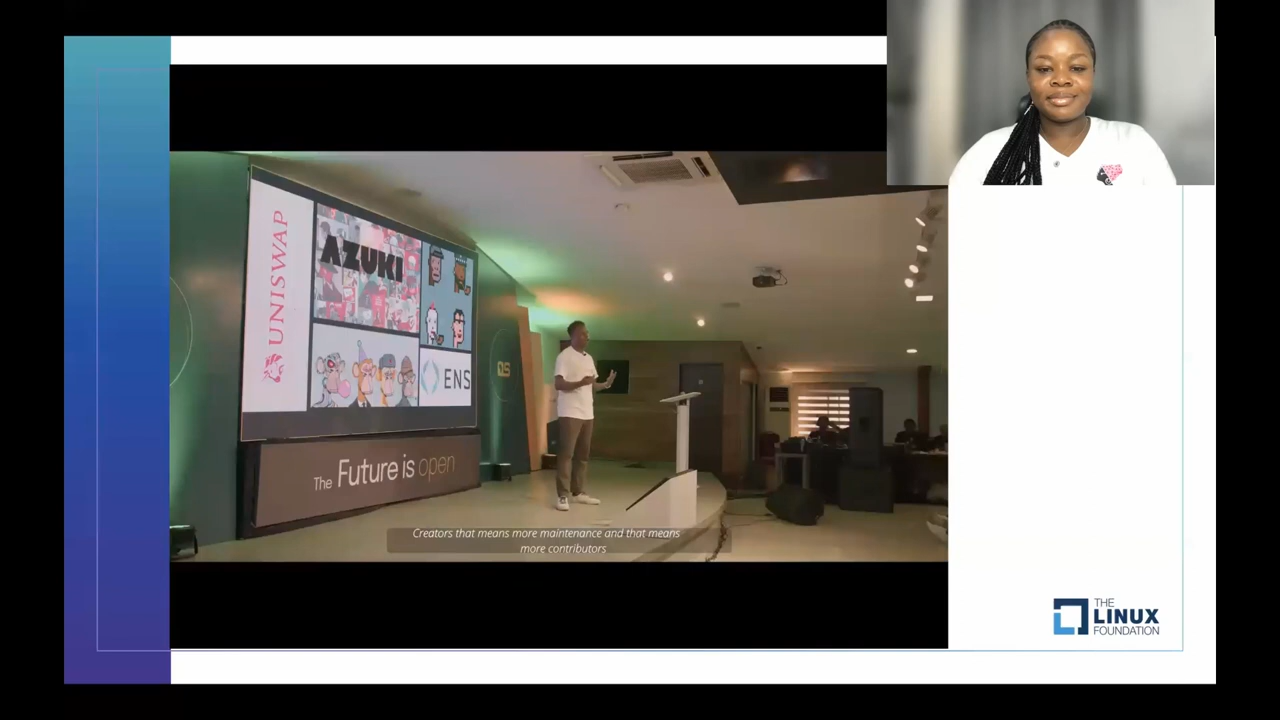 UNISWAP
AZUKI
ENS
OS
The Future is open
Creators that means more maintenance and that means
more contributors
THE
LINUX
FOUNDATION